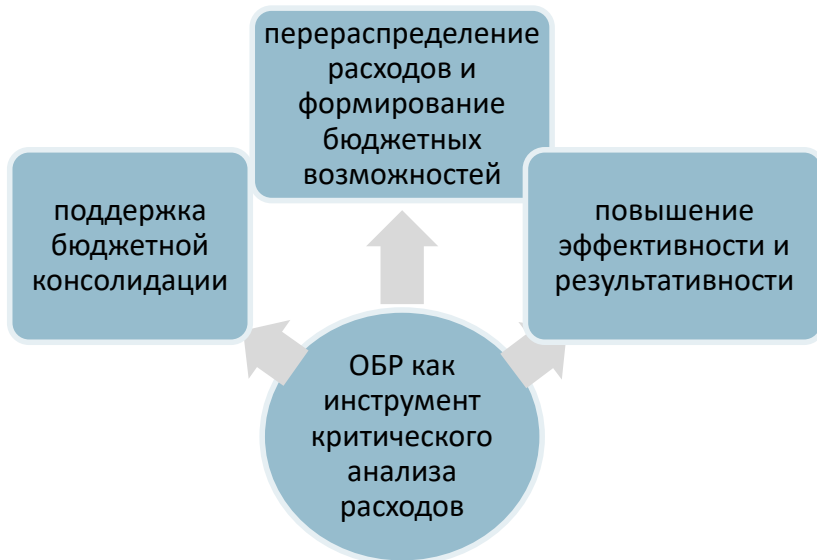 перераспределение
расходов и
формирование
бюджетных
возможностей
поддержка
бюджетной
консолидации
повышение
эффективности и
результативности
ОБР как
инструмент
критического
анализа
расходов